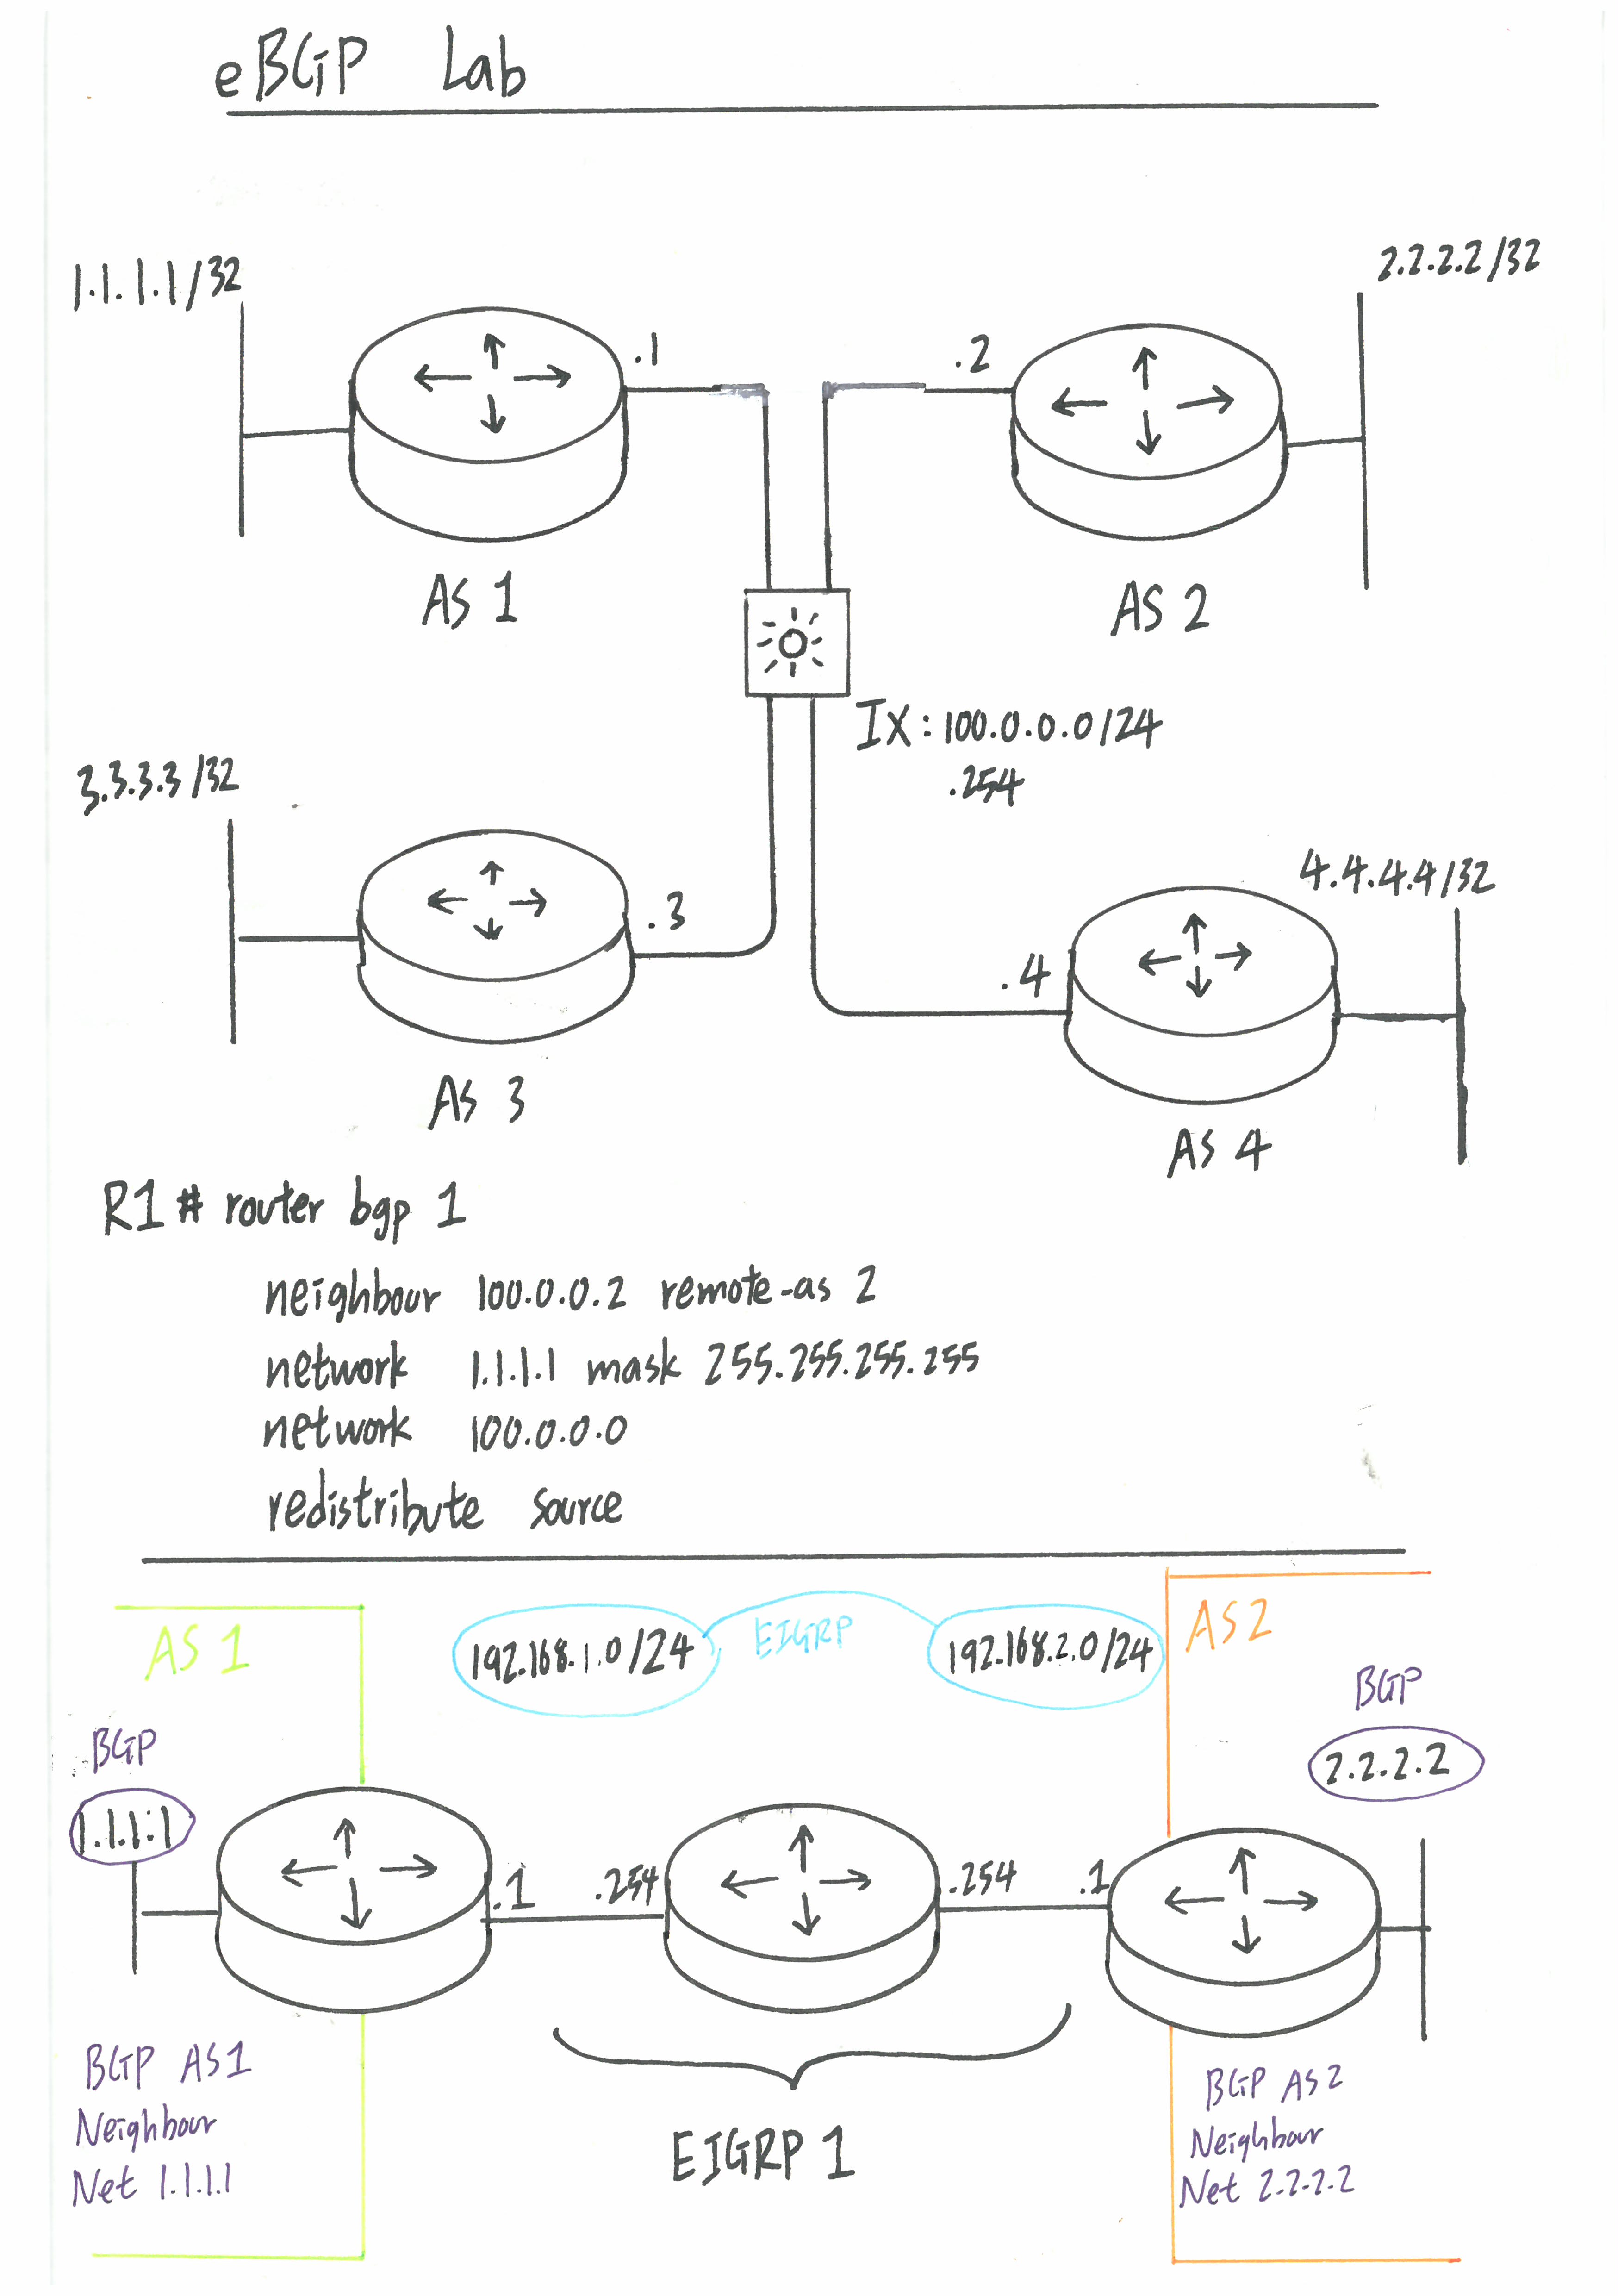 eBGP Lab
1.1.1.1/32
2.2.2.2/32
.1
.2
AS 1
AS 2
IX: 100.0.0.0/24
.254
3.3.3.3/32
4.4.4.4/32
.3
.4
AS 3
AS 4
R1# router bgp 1
neighbour 100.0.0.2 remote-as 2
network 1.1.1.1 mask 255.255.255.255
network 100.0.0.0
redistribute source
AS 1
192.168.1.0/24
EIGRP
192.168.2.0/24
AS2
BGP
BGP
1.1.1.1
2.2.2.2
.1
.254
.254
.1
BGP AS1
Neighbour
Net 1.1.1.1
EIGRP 1
BGP AS2
Neighbour
Net 2.2.2.2